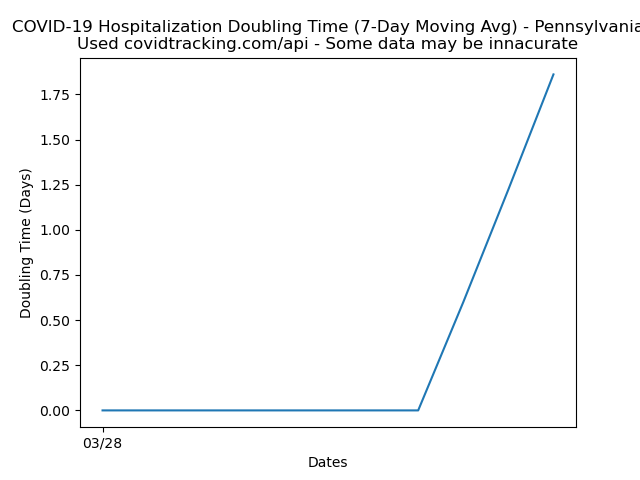 COVID-19 Hospitalization Doubling Time (7-Day Moving Avg) - Pennsylvania
Used covidtracking.com/api - Some data may be innacurate
1.75
1.50
1.25
1.00
0.75
0.50
0.25
0.00
Doubling Time (Days)
03/28
Dates